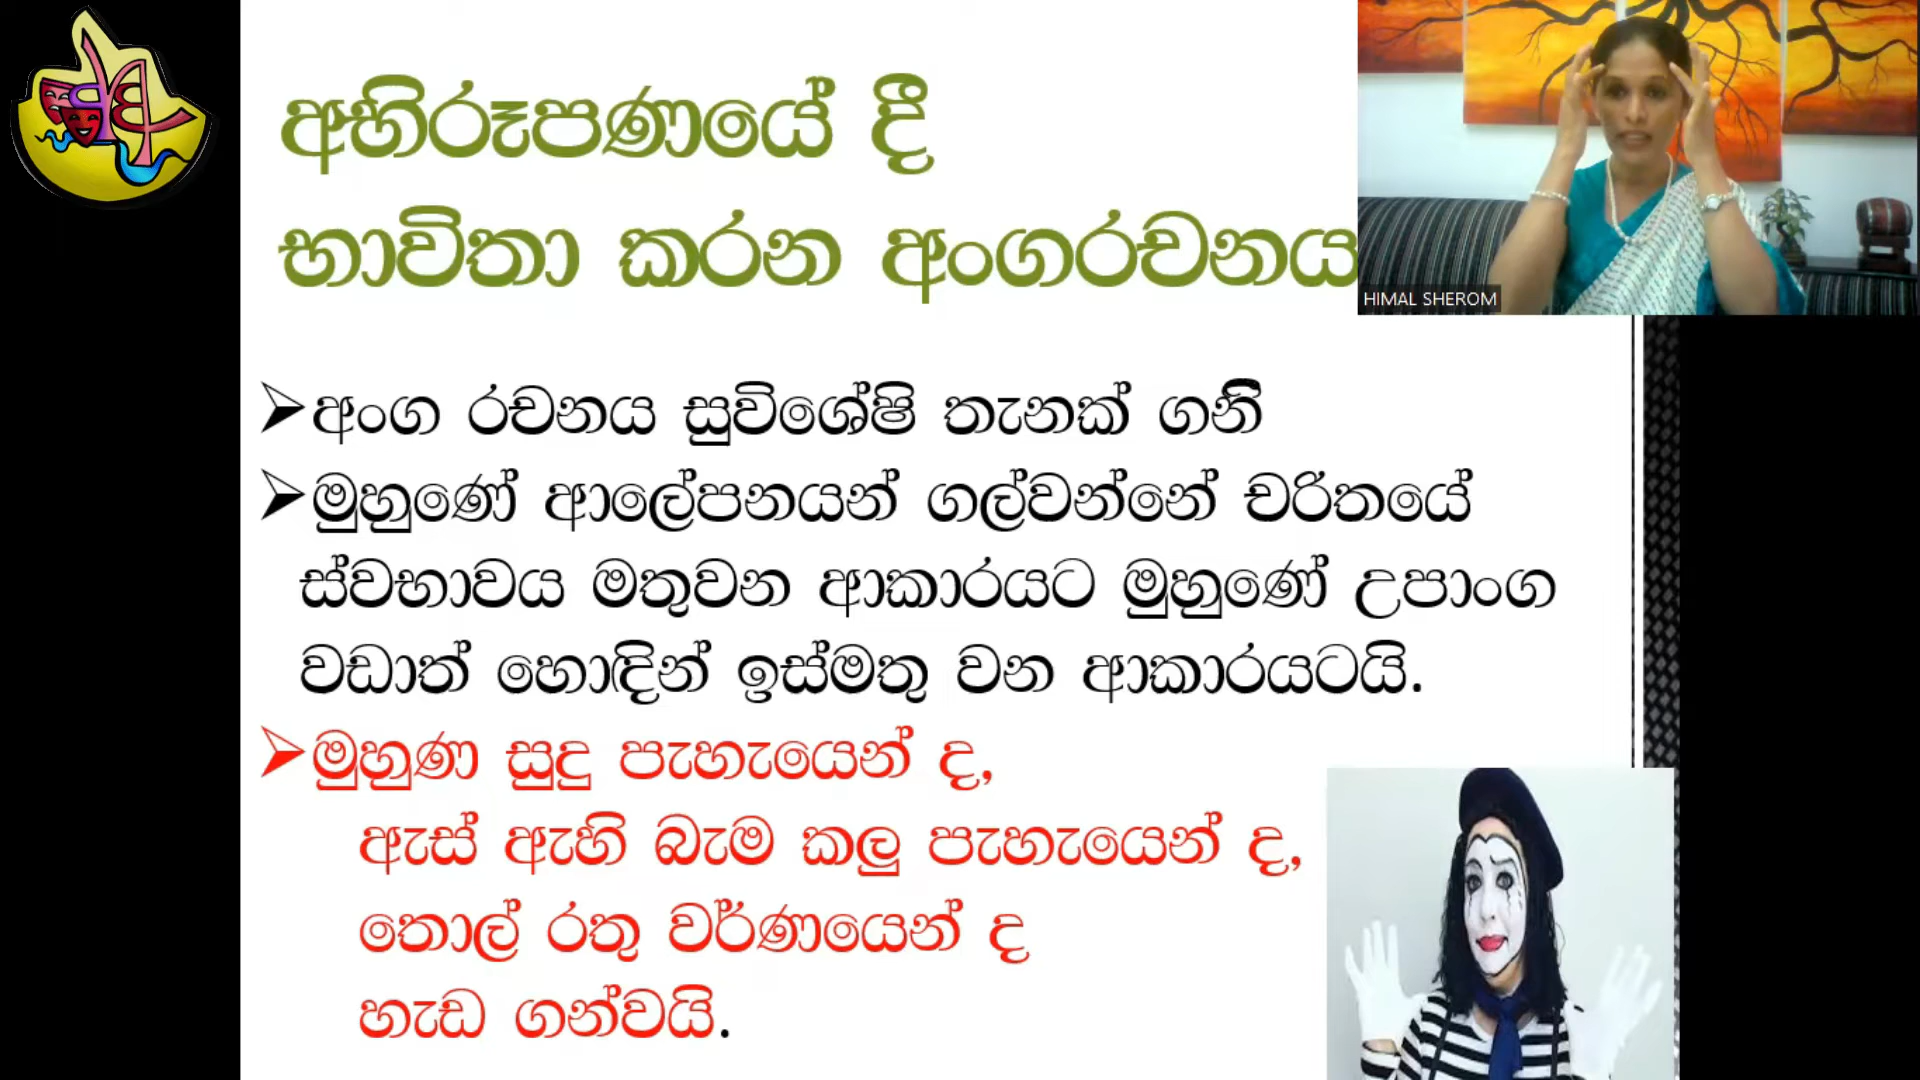 අභිරූපණයේ දී
භාවිතා කරන අංගරචනය
HIMAL SHEROM
➢අංග රචනය සුවිශේෂි තැනක් ගනී
➢මුහුණේ ආලේපනයන් ගල්වන්නේ චරිතයේ
ස්වභාවය මතුවන ආකාරයට මුහුණේ උපාංග
වඩාත් හොඳින් ඉස්මතු වන ආකාරයටයි.
➢මුහුණ සුදු පැහැයෙන් ද,
ඇස් ඇහි බැම කලු පැහැයෙන් ද,
තොල් රතු වර්ණයෙන් ද
හැඩ ගන්වයි.